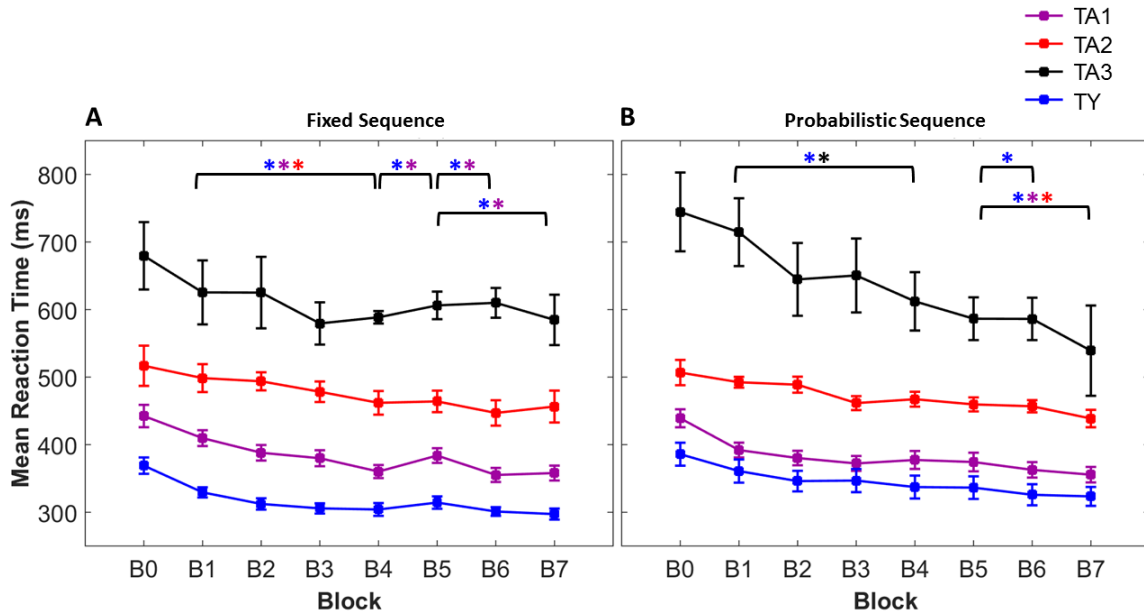 TA1
TA2
TA3
TY
A
Fixed Sequence
B
Probabilistic Sequence
***
**
**
**
**
*
***
Mean Reaction Time (ms)
800
700
600
500
400
300
B0 B1 B2 B3 B4 B5 B6 B7
B0 B1 B2 B3 B4 B5 B6 B7
Block
Block